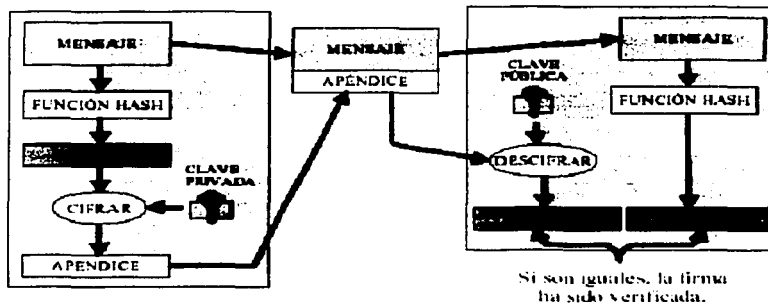 MENSAJE
FUNCIÓN HASH
CLAVE
PRIVADA
CIFRAR
APENDICE
MENSAJE
APÉNDICE
MENSAJE
CLAVE
PÚBLICA
FUNCIÓN HASH
DESCIFRAR
Si son iguales, la firma
ha sido verificada.